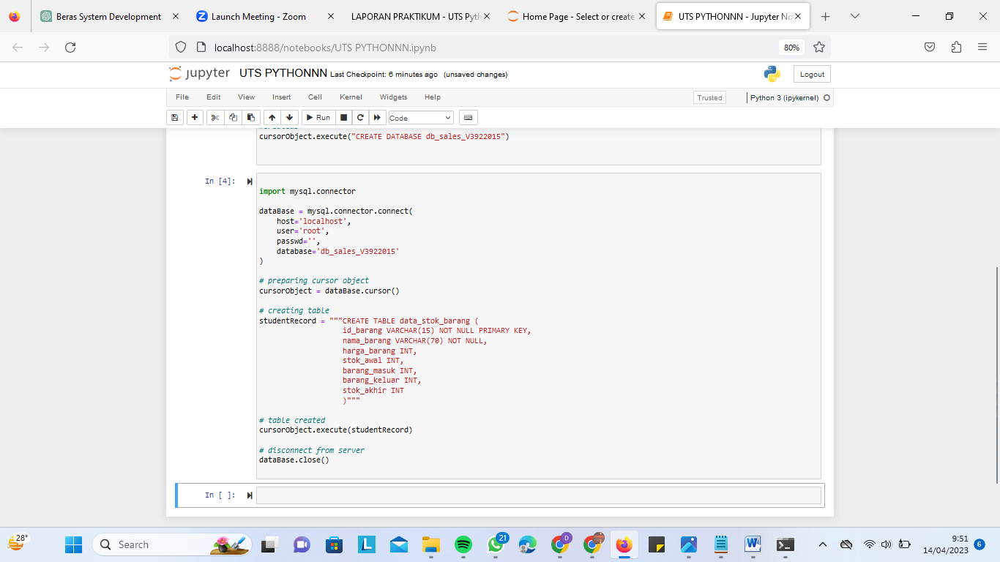 Beras System Development
Launch Meeting - Zoom
LAPORAN PRAKTIKUM - UTS Pyth
Home Page - Select or create
UTS PYTHONNN - Jupyter No
localhost:8888/notebooks/UTS PYTHONNN.ipynb
80%
jupyter UTS PYTHONNN Last Checkpoint: 6 minutes ago (unsaved changes)
Logout
File Edit View Insert Cell Kernel Widgets Help
Trusted
Python 3 (ipykernel)
Run
Code
cursorObject.execute("CREATE DATABASE db_sales_V3922015")
In [4]:
import mysql.connector
dataBase = mysql.connector.connect(
host='localhost',
user='root',
passwd='',
database='db_sales_V3922015'
)
# preparing cursor object
cursorObject = dataBase.cursor()
# creating table
studentRecord = """CREATE TABLE data_stok_barang (
id_barang VARCHAR(15) NOT NULL PRIMARY KEY,
nama_barang VARCHAR(70) NOT NULL,
harga_barang INT,
stok_awal INT,
barang_masuk INT,
barang_keluar INT,
stok_akhir INT
)"""
# table created
cursorObject.execute(studentRecord)
# disconnect from server
dataBase.close()
In [ ]:
28°
Search
L
21
D
W
9:51
14/04/2023
6